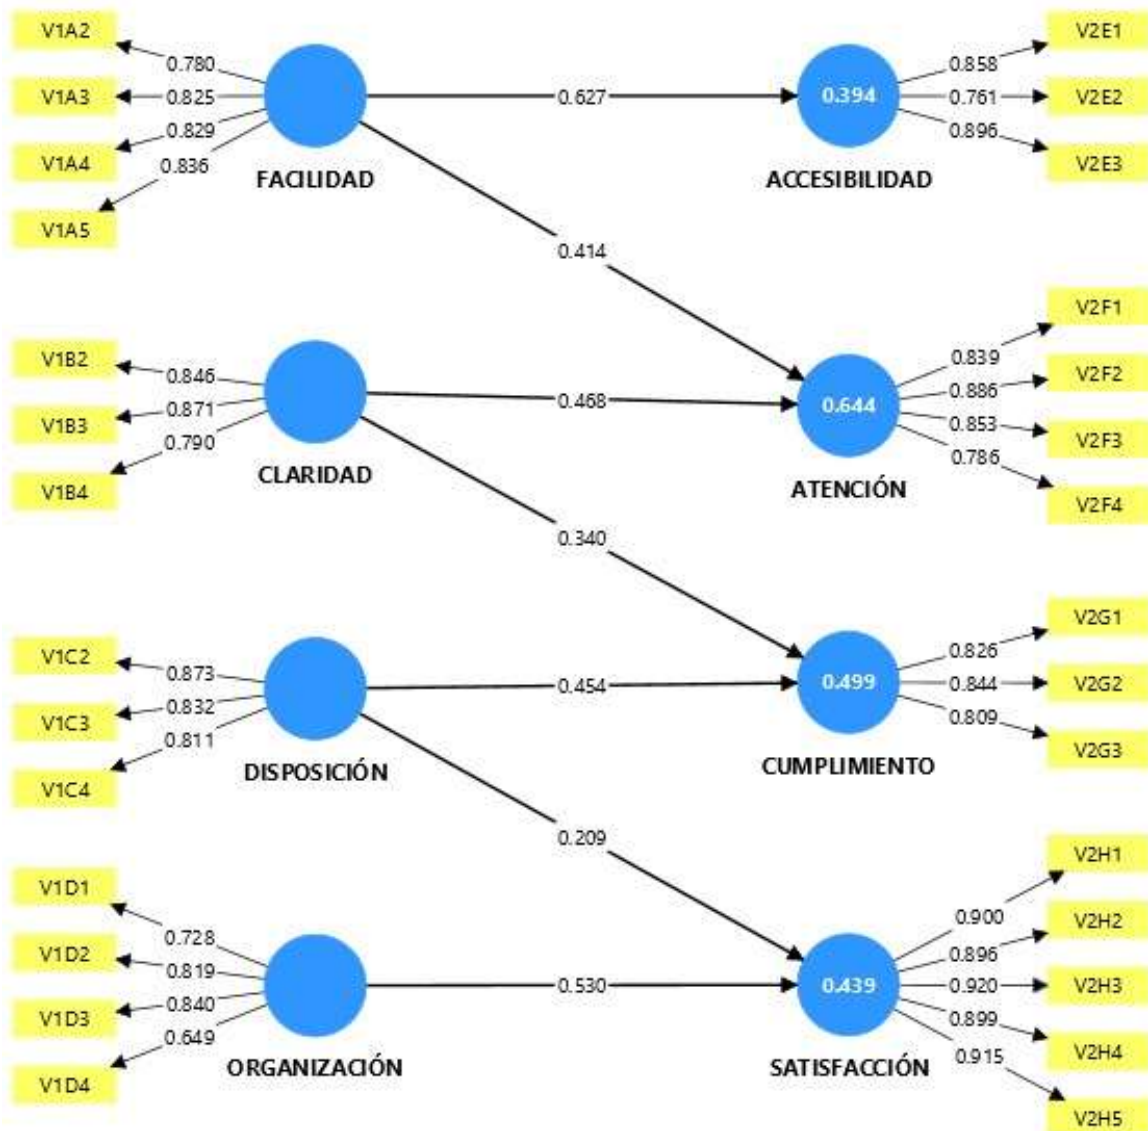 V1A2
V1A3
V1A4
V1A5
0.780
0.825
0.829
0.836
FACILIDAD
0.627
0.414
0.394
ACCESIBILIDAD
0.858
0.761
0.896
V2E1
V2E2
V2E3
V1B2
V1B3
V1B4
0.846
0.871
0.790
CLARIDAD
0.468
0.340
0.644
ATENCIÓN
0.839
0.886
0.853
0.786
V2F1
V2F2
V2F3
V2F4
V1C2
V1C3
V1C4
0.873
0.832
0.811
DISPOSICIÓN
0.454
0.209
0.499
CUMPLIMIENTO
0.826
0.844
0.809
V2G1
V2G2
V2G3
V1D1
V1D2
V1D3
V1D4
0.728
0.819
0.840
0.649
ORGANIZACIÓN
0.530
0.439
SATISFACCIÓN
0.900
0.896
0.920
0.899
0.915
V2H1
V2H2
V2H3
V2H4
V2H5